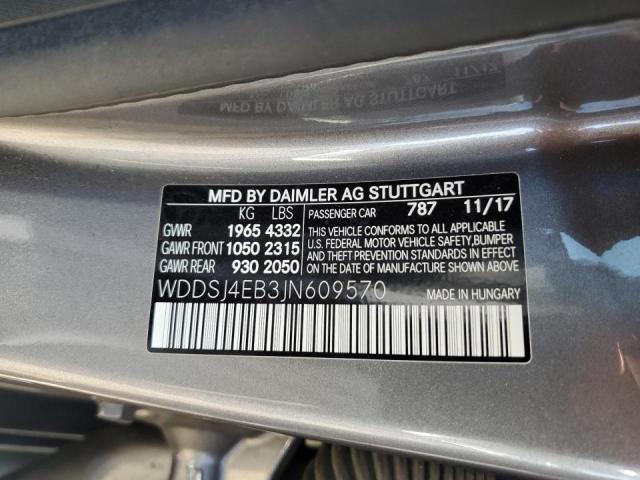 MFD BY DAIMLER AG STUTTGART
KG LBS PASSENGER CAR 787 11/17
GVWR 1965 4332
GAWR FRONT 1050 2315
GAWR REAR 930 2050
THIS VEHICLE CONFORMS TO ALL APPLICABLE
U.S. FEDERAL MOTOR VEHICLE SAFETY, BUMPER
AND THEFT PREVENTION STANDARDS IN EFFECT
ON THE DATE OF MANUFACTURE SHOWN ABOVE.
WDDSJ4EB3JN609570 MADE IN HUNGARY